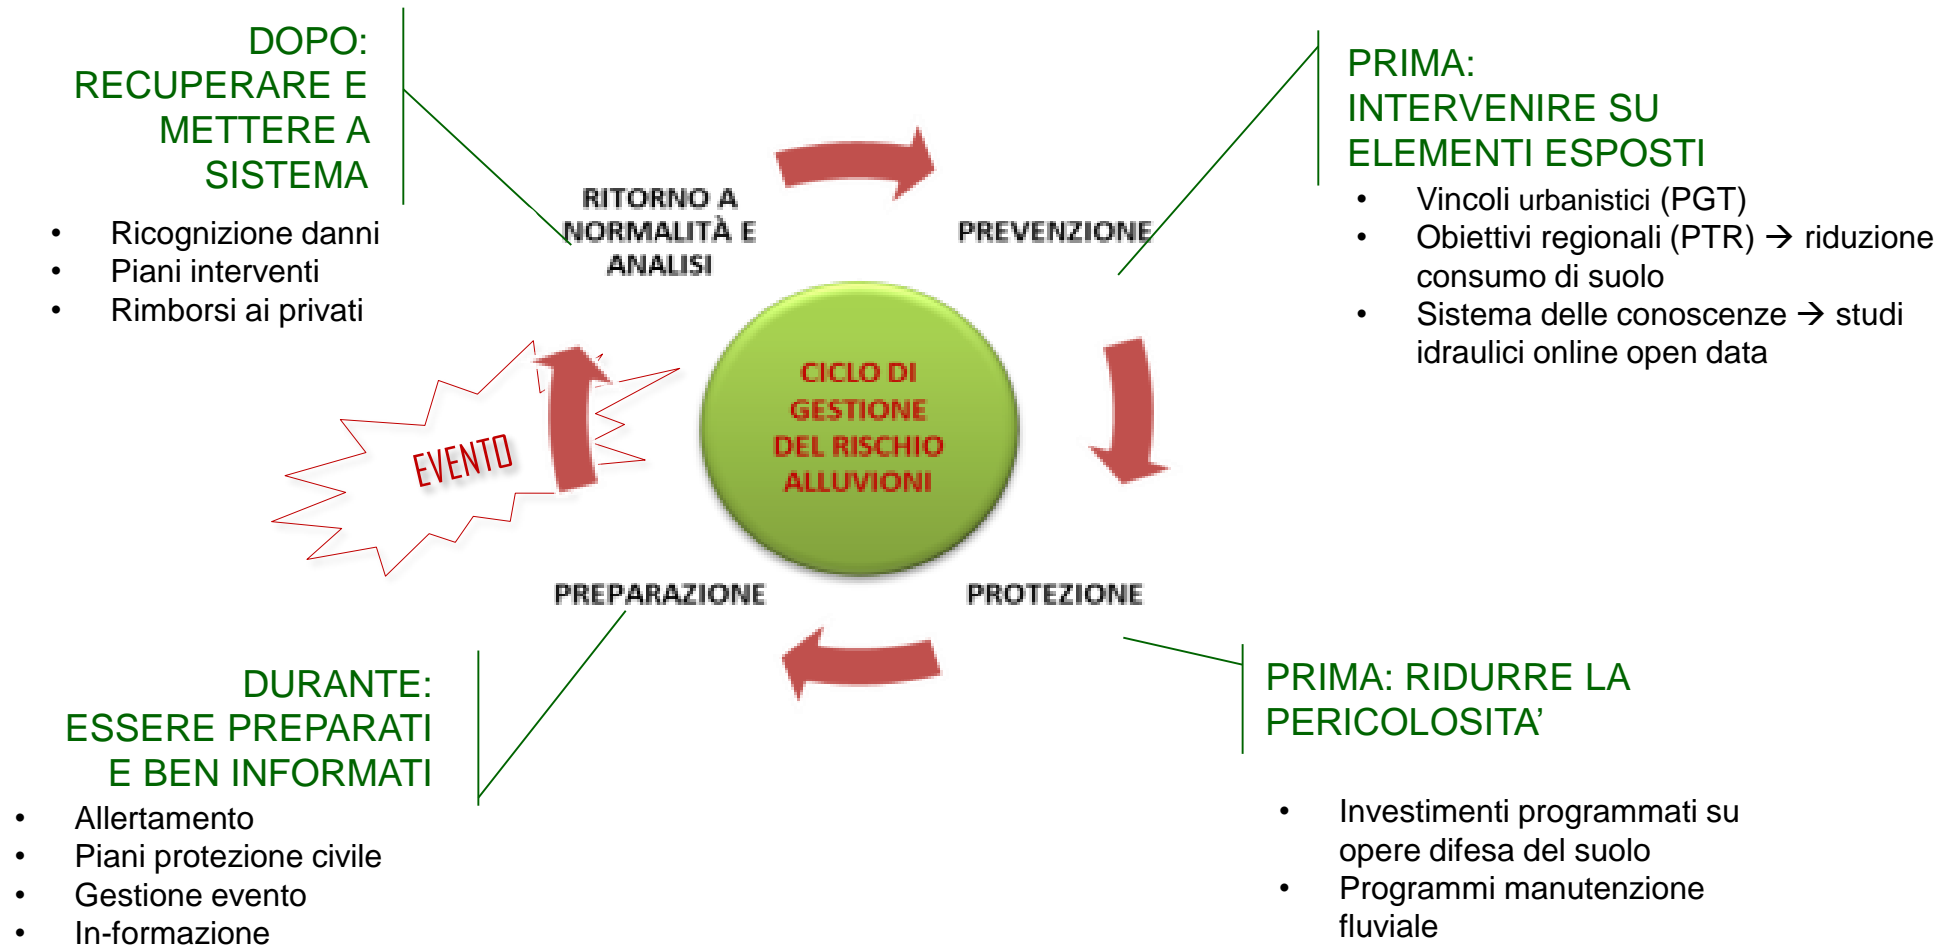 DOPO:
RECUPERARE E
METTERE A
SISTEMA
• Ricognizione danni
• Piani interventi
• Rimborsi ai privati
RITORNO A
NORMALITÀ E
ANALISI
PREVENZIONE
PRIMA:
INTERVENIRE SU
ELEMENTI ESPOSTI
• Vincoli urbanistici (PGT)
• Obiettivi regionali (PTR) → riduzione
consumo di suolo
• Sistema delle conoscenze → studi
idraulici online open data
EVENTO
CICLO DI
GESTIONE
DEL RISCHIO
ALLUVIONI
PREPARAZIONE
PROTEZIONE
DURANTE:
ESSERE PREPARATI
E BEN INFORMATI
• Allertamento
• Piani protezione civile
• Gestione evento
• In-formazione
PRIMA: RIDURRE LA
PERICOLOSITA’
• Investimenti programmati su
opere difesa del suolo
• Programmi manutenzione
fluviale